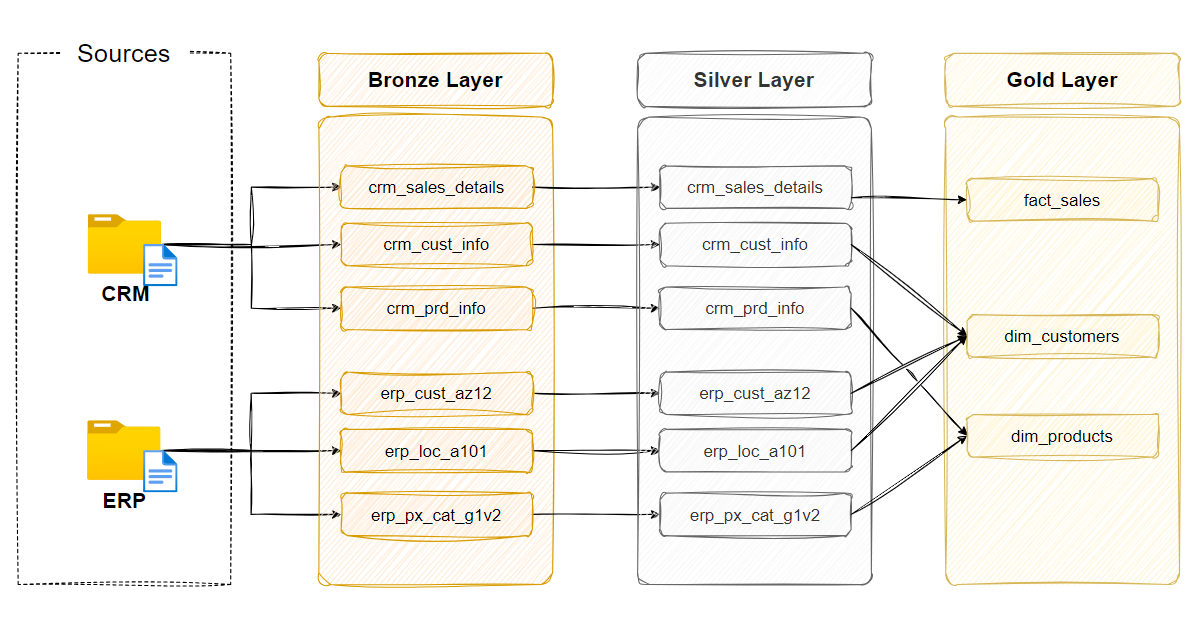 Sources
Bronze Layer
Silver Layer
Gold Layer
crm_sales_details
crm_sales_details
fact_sales
crm_cust_info
crm_cust_info
CRM
crm_prd_info
crm_prd_info
dim_customers
erp_cust_az12
erp_cust_az12
dim_products
erp_loc_a101
erp_loc_a101
ERP
erp_px_cat_g1v2
erp_px_cat_g1v2